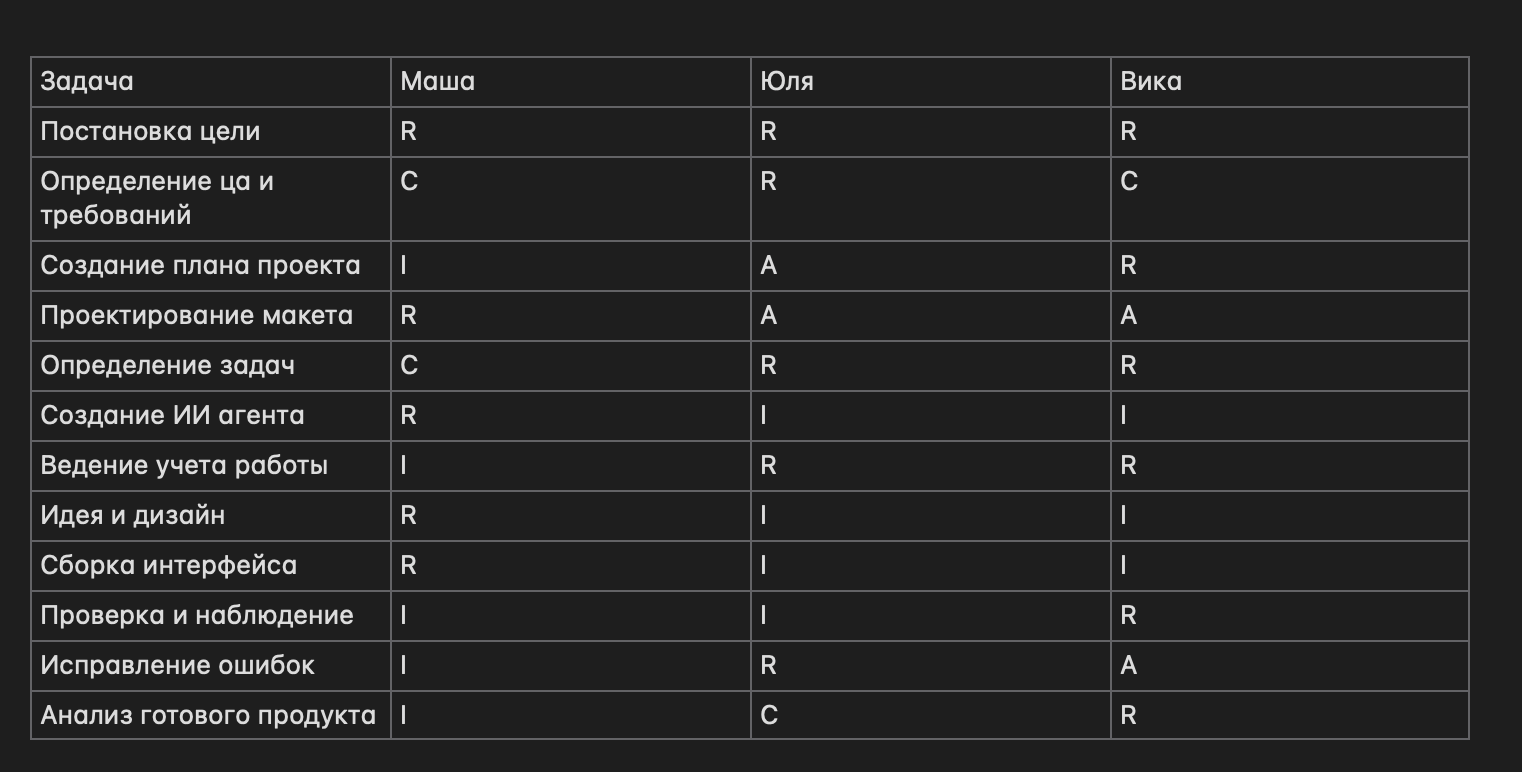 Задача Маша Юля Вика
Постановка цели R R R
Определение ца и C R C
требований
Создание плана проекта I A R
Проектирование макета R A A
Определение задач C R R
Создание ИИ агента R I I
Ведение учета работы I R R
Идея и дизайн R I I
Сборка интерфейса R I I
Проверка и наблюдение I I R
Исправление ошибок I R A
Анализ готового продукта I C R